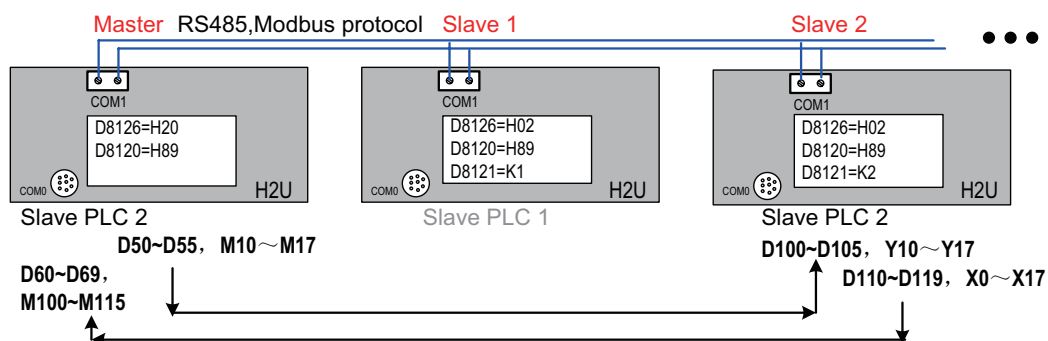 Master RS485,Modbus protocol Slave 1 Slave 2
COM1 COM1 COM1
D8126=H20
D8120=H89
D8126=H02
D8120=H89
D8121=K1
D8126=H02
D8120=H89
D8121=K2
COM0 H2U COM0 H2U COM0 H2U
Slave PLC 2 Slave PLC 1 Slave PLC 2
D50~D55，M10～M17
D100~D105，Y10～Y17
D60~D69，
M100~M115
D110~D119，X0～X17